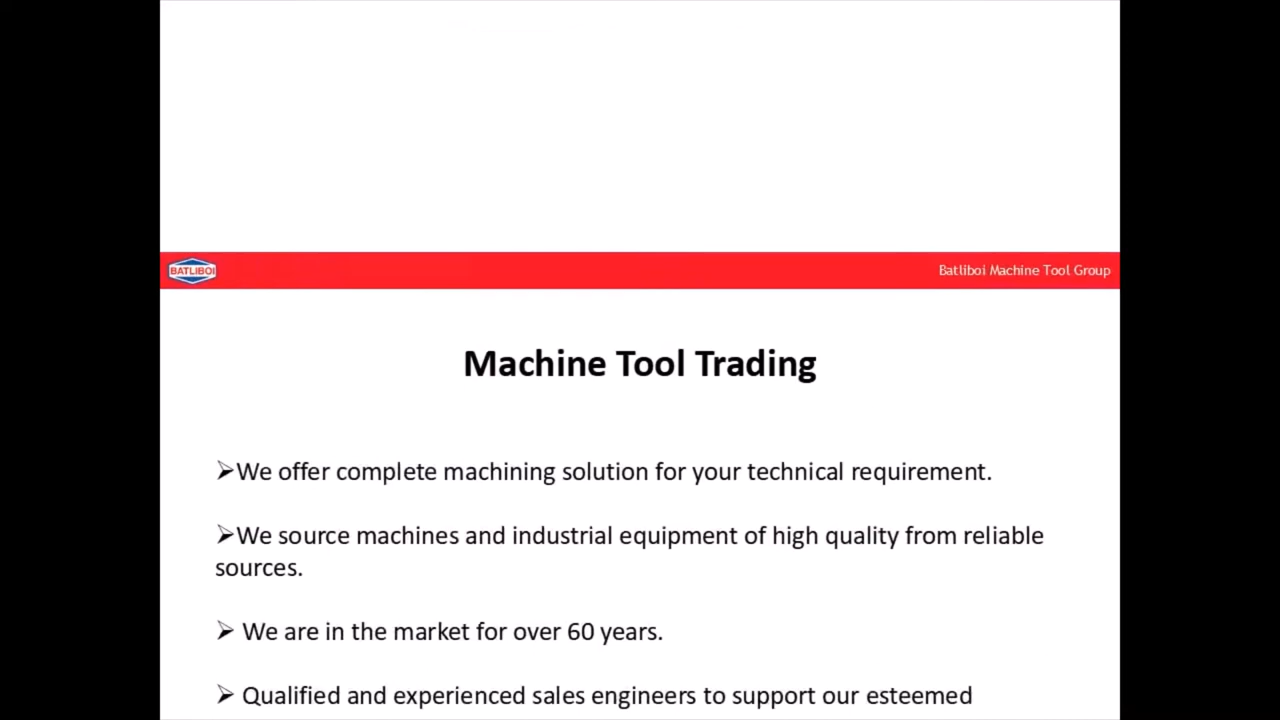 BATLIBOI
Batliboi Machine Tool Group
Machine Tool Trading
➢We offer complete machining solution for your technical requirement.
➢We source machines and industrial equipment of high quality from reliable
sources.
➢ We are in the market for over 60 years.
➢ Qualified and experienced sales engineers to support our esteemed